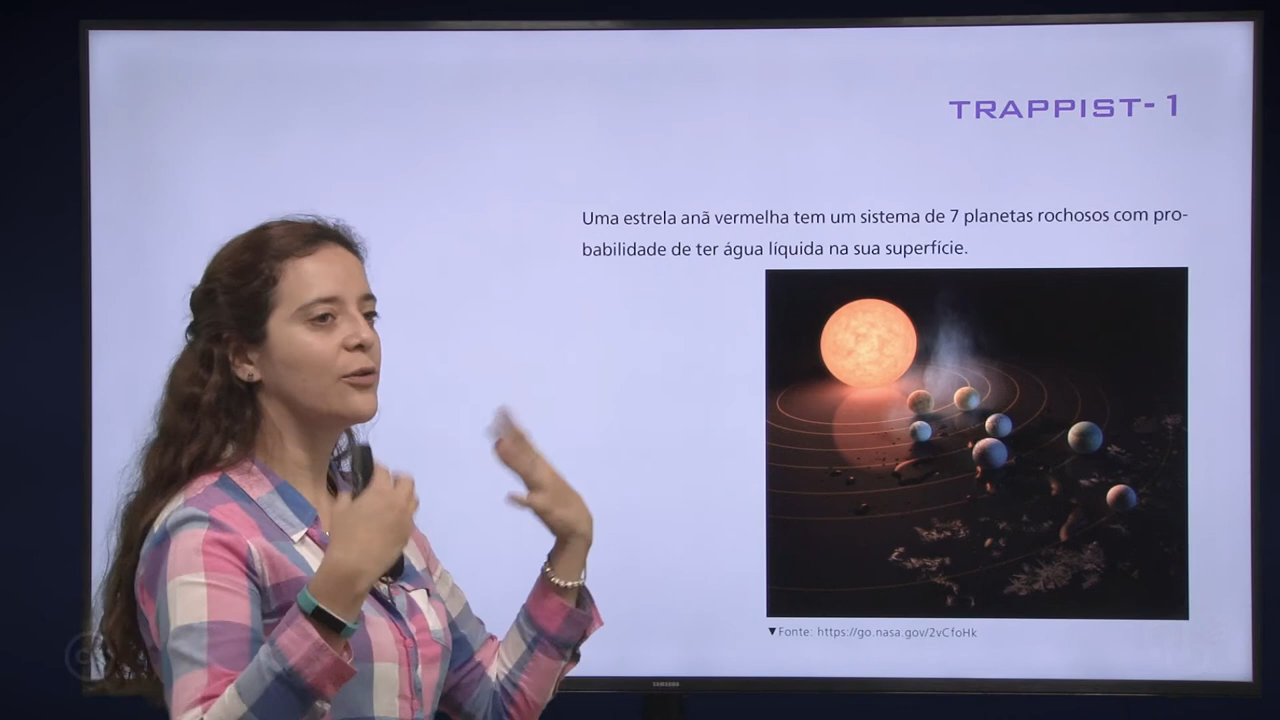 TRAPPIST-1
Uma estrela anã vermelha tem um sistema de 7 planetas rochosos com pro-
babilidade de ter água líquida na sua superfície.
▼Fonte: https://go.nasa.gov/2vCfoHk
SAMSUNG